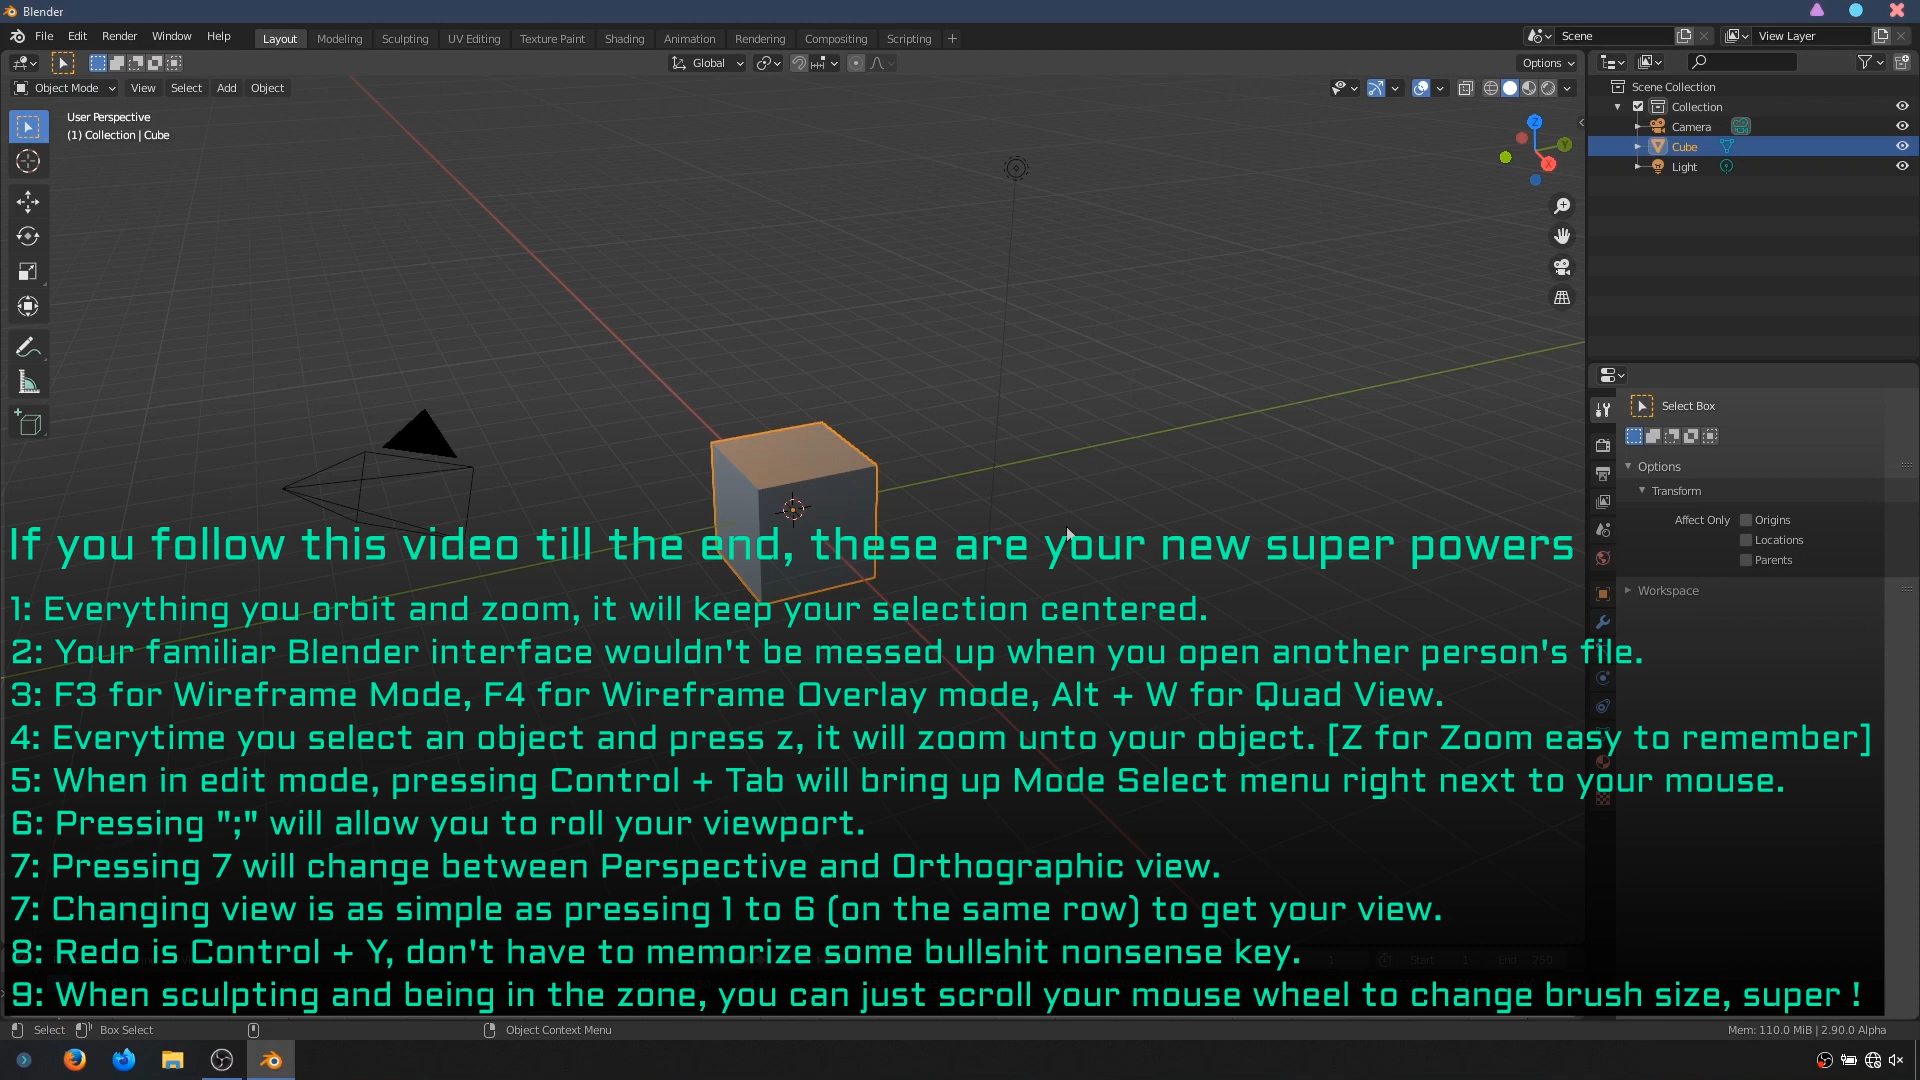 Blender
File Edit Render Window Help
Layout Modeling Sculpting UV Editing Texture Paint Shading Animation Rendering Compositing Scripting +
Scene
View Layer
Global
Options
Object Mode View Select Add Object
User Perspective
(1) Collection | Cube
Z
Y
X
Scene Collection
Collection
Camera
Cube
Light
Select Box
Options
Transform
Affect Only Origins
Locations
Parents
Workspace
If you follow this video till the end, these are your new super powers
1: Everything you orbit and zoom, it will keep your selection centered.
2: Your familiar Blender interface wouldn't be messed up when you open another person's file.
3: F3 for Wireframe Mode, F4 for Wireframe Overlay mode, Alt + W for Quad View.
4: Everytime you select an object and press z, it will zoom unto your object. [Z for Zoom easy to remember]
5: When in edit mode, pressing Control + Tab will bring up Mode Select menu right next to your mouse.
6: Pressing ";" will allow you to roll your viewport.
7: Pressing 7 will change between Perspective and Orthographic view.
7: Changing view is as simple as pressing 1 to 6 (on the same row) to get your view.
8: Redo is Control + Y, don't have to memorize some bullshit nonsense key.
1 Start 1 End 250
9: When sculpting and being in the zone, you can just scroll your mouse wheel to change brush size, super !
Select Box Select Object Context Menu
Mem: 110.0 MiB | 2.90.0 Alpha